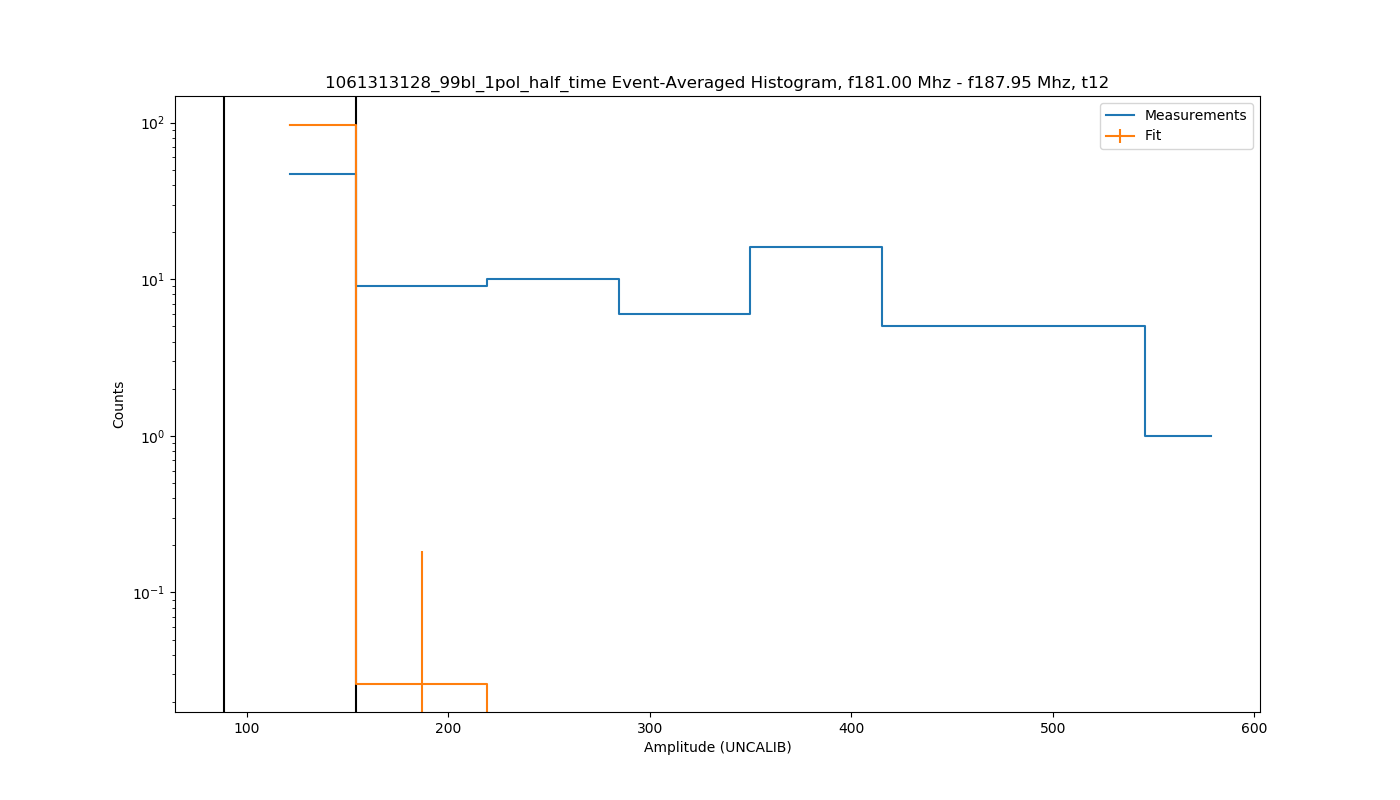 1061313128_99bl_1pol_half_time Event-Averaged Histogram, f181.00 Mhz - f187.95 Mhz, t12
Measurements
Fit
10²
10¹
10⁰
10⁻¹
Counts
100 200 300 400 500 600
Amplitude (UNCALIB)